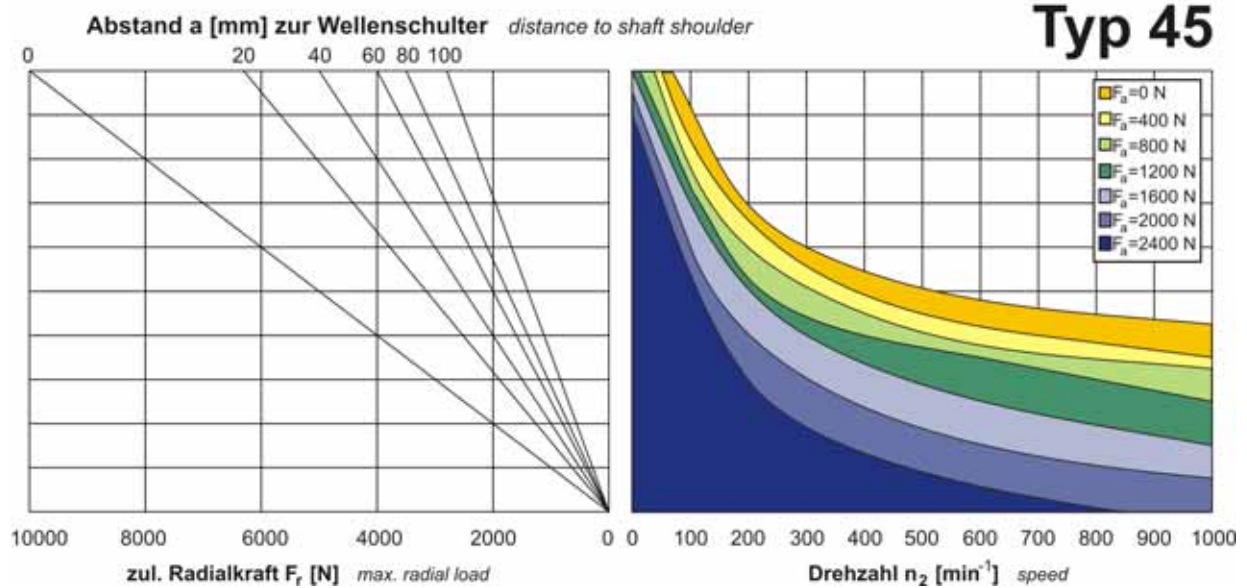 Abstand a [mm] zur Wellenschulter distance to shaft shoulder
Typ 45
0 20 40 60 80 100
Fa=0 N
Fa=400 N
Fa=800 N
Fa=1200 N
Fa=1600 N
Fa=2000 N
Fa=2400 N
10000 8000 6000 4000 2000 0
0 100 200 300 400 500 600 700 800 900 1000
zul. Radialkraft Fr [N] max. radial load
Drehzahl n2 [min-1] speed